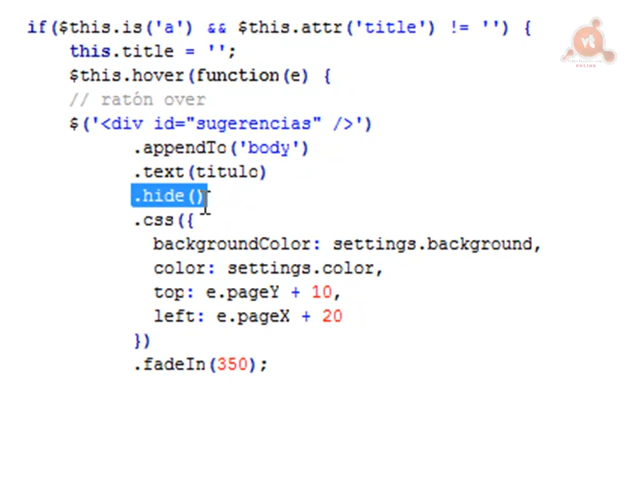 if($this.is('a') && $this.attr('title') != '') {
this.title = '';
$this.hover(function(e) {
// ratón over
$('<div id="sugerencias" />')
.appendTo('body')
.text(titulo)
.hide()
.css({
backgroundColor: settings.background,
color: settings.color,
top: e.pageY + 10,
left: e.pageX + 20
})
.fadeIn(350);
vt